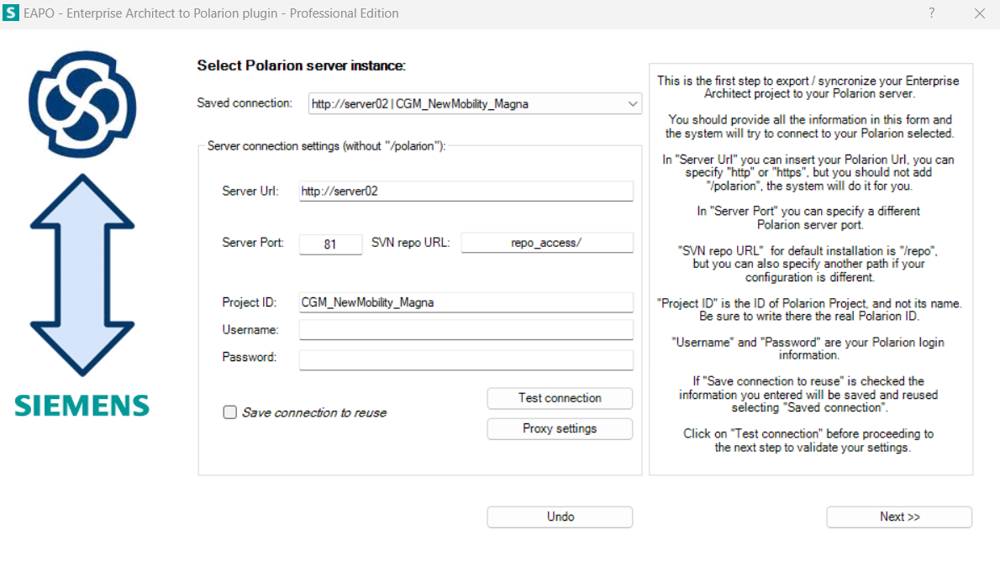 S EAPO - Enterprise Architect to Polarion plugin - Professional Edition ?
Select Polarion server instance:
Saved connection: http://server02 | CGM_NewMobility_Magna
Server connection settings (without "/polarion"):
Server Url: http://server02
Server Port: 81 SVN repo URL: repo_access/
Project ID: CGM_NewMobility_Magna
Username:
Password:
Test connection
Save connection to reuse
Proxy settings
SIEMENS
This is the first step to export / syncronize your Enterprise
Architect project to your Polarion server.
You should provide all the information in this form and
the system will try to connect to your Polarion selected.
In "Server Url" you can insert your Polarion Url, you can
specify "http" or "https", but you should not add
"/polarion", the system will do it for you.
In "Server Port" you can specify a different
Polarion server port.
"SVN repo URL" for default installation is "/repo",
but you can also specify another path if your
configuration is different.
"Project ID" is the ID of Polarion Project, and not its name.
Be sure to write there the real Polarion ID.
"Username" and "Password" are your Polarion login
information.
If "Save connection to reuse" is checked the
information you entered will be saved and reused
selecting "Saved connection".
Click on "Test connection" before proceeding to
the next step to validate your settings.
Undo
Next >>